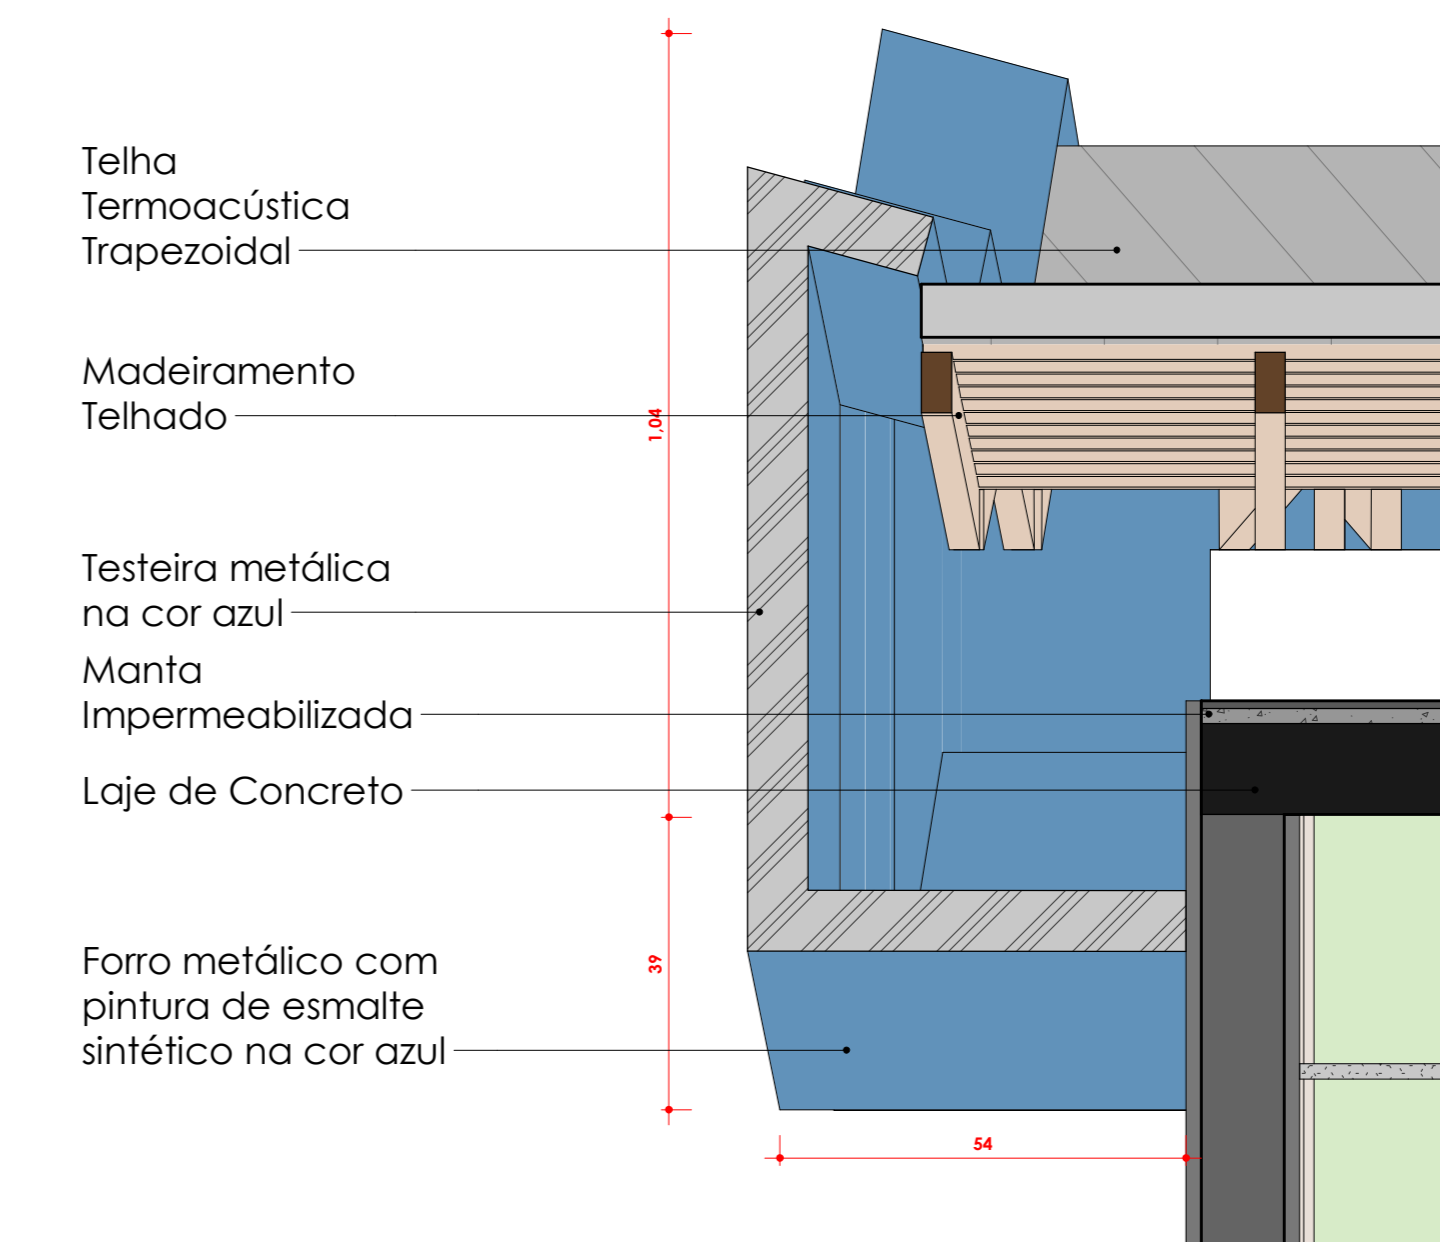 Telha
Termoacústica
Trapezoidal
Madeiramento
Telhado
1,04
Testeira metálica
na cor azul
Manta
Impermeabilizada
Laje de Concreto
Forro metálico com
pintura de esmalte
sintético na cor azul
39
54